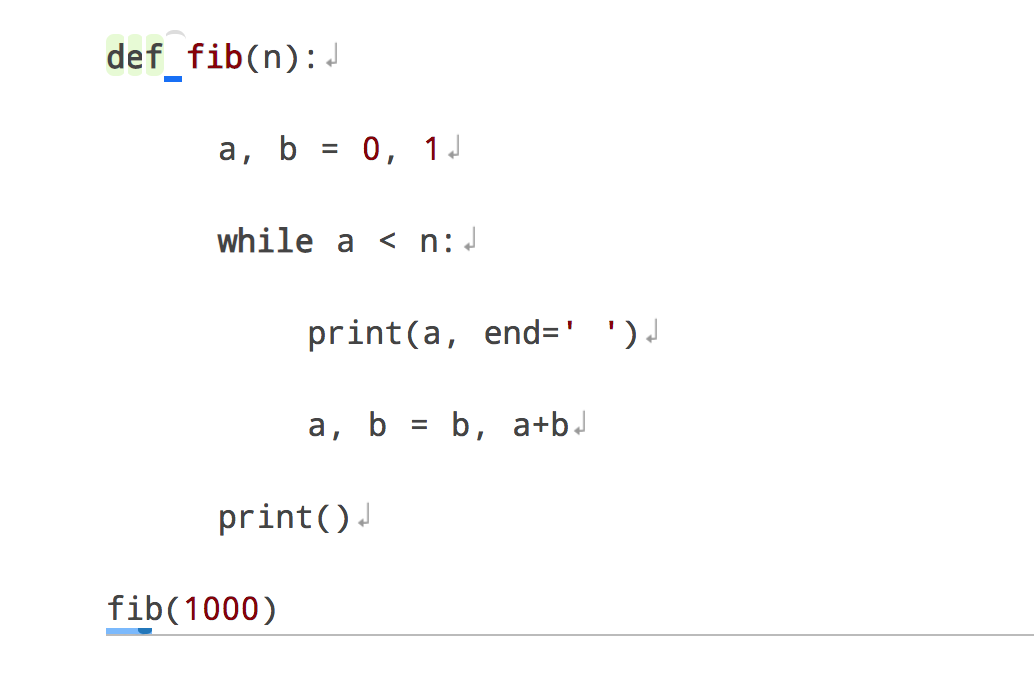 def fib(n):↲
a, b = 0, 1↲
while a < n:↲
print(a, end=' ')↲
a, b = b, a+b↲
print()↲
fib(1000)